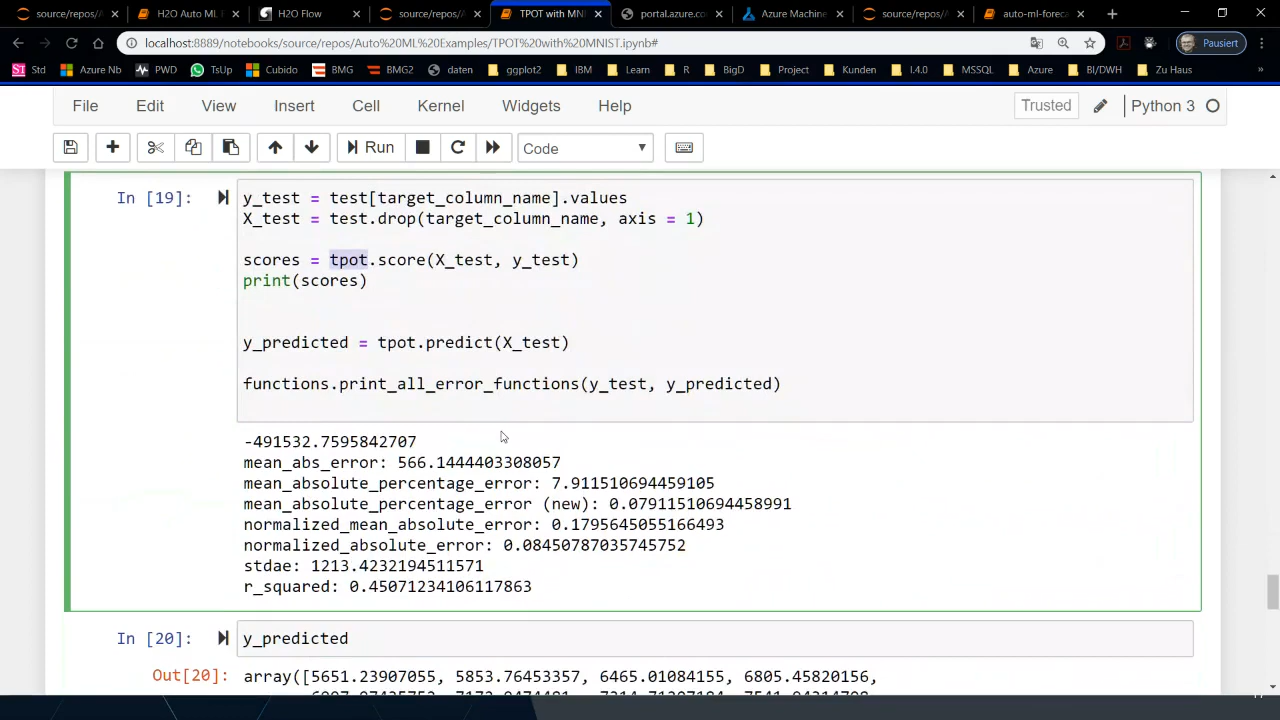 source/repos/A
H2O Auto ML
H2O Flow
source/repos//
TPOT with MNI
portal.azure.co
Azure Machine
source/repos/A
auto-ml-foreca
localhost:8889/notebooks/source/repos/Auto%20ML%20Examples/TPOT%20with%20MNIST.ipynb#
Pausiert
Std
Azure Nb
PWD
TsUp
Cubido
BMG
BMG2
daten
ggplot2
IBM
Learn
R
BigD
Project
Kunden
I.4.0
MSSQL
Azure
BI/DWH
Zu Haus
»
File Edit View Insert Cell Kernel Widgets Help
Trusted
Python 3
Run
Code
In [19]:
y_test = test[target_column_name].values
X_test = test.drop(target_column_name, axis = 1)
scores = tpot.score(X_test, y_test)
print(scores)
y_predicted = tpot.predict(X_test)
functions.print_all_error_functions(y_test, y_predicted)
-491532.7595842707
mean_abs_error: 566.1444403308057
mean_absolute_percentage_error: 7.911510694459105
mean_absolute_percentage_error (new): 0.07911510694458991
normalized_mean_absolute_error: 0.1795645055166493
normalized_absolute_error: 0.08450787035745752
stdae: 1213.4232194511571
r_squared: 0.45071234106117863
In [20]:
y_predicted
Out[20]:
array([5651.23907055, 5853.76453357, 6465.01084155, 6805.45820156,